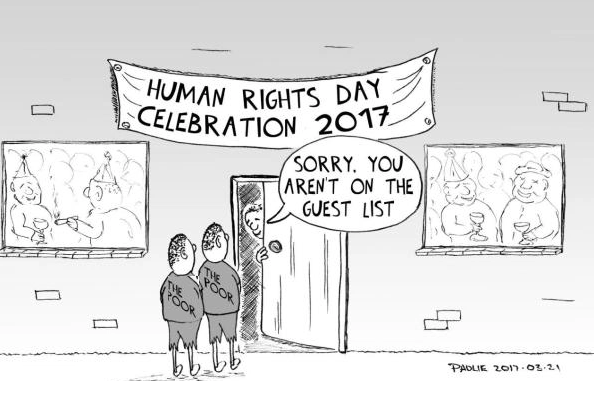 HUMAN RIGHTS DAY
CELEBRATION 2017
SORRY, YOU
AREN'T ON THE
GUEST LIST
THE
POOR
THE
POOR
PAOLIE 2017·03·21